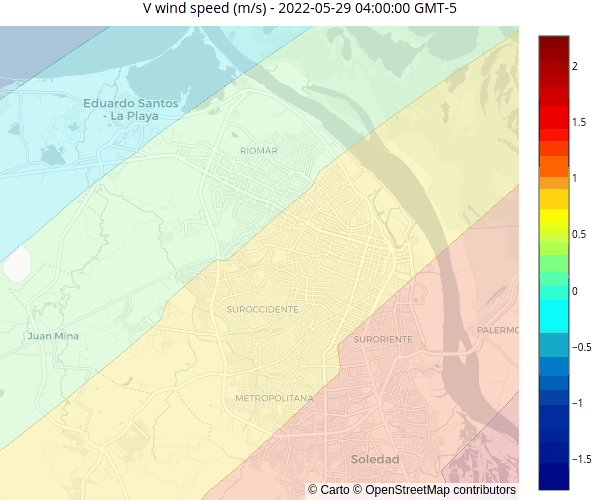 V wind speed (m/s) - 2022-05-29 04:00:00 GMT-5
Eduardo Santos
- La Playa
RIOMAR
SUROCCIDENTE
Juan Mina
SURORIENTE
PALERMO
METROPOLITANA
Soledad
© Carto © OpenStreetMap contributors
2
1.5
1
0.5
0
−0.5
−1
−1.5